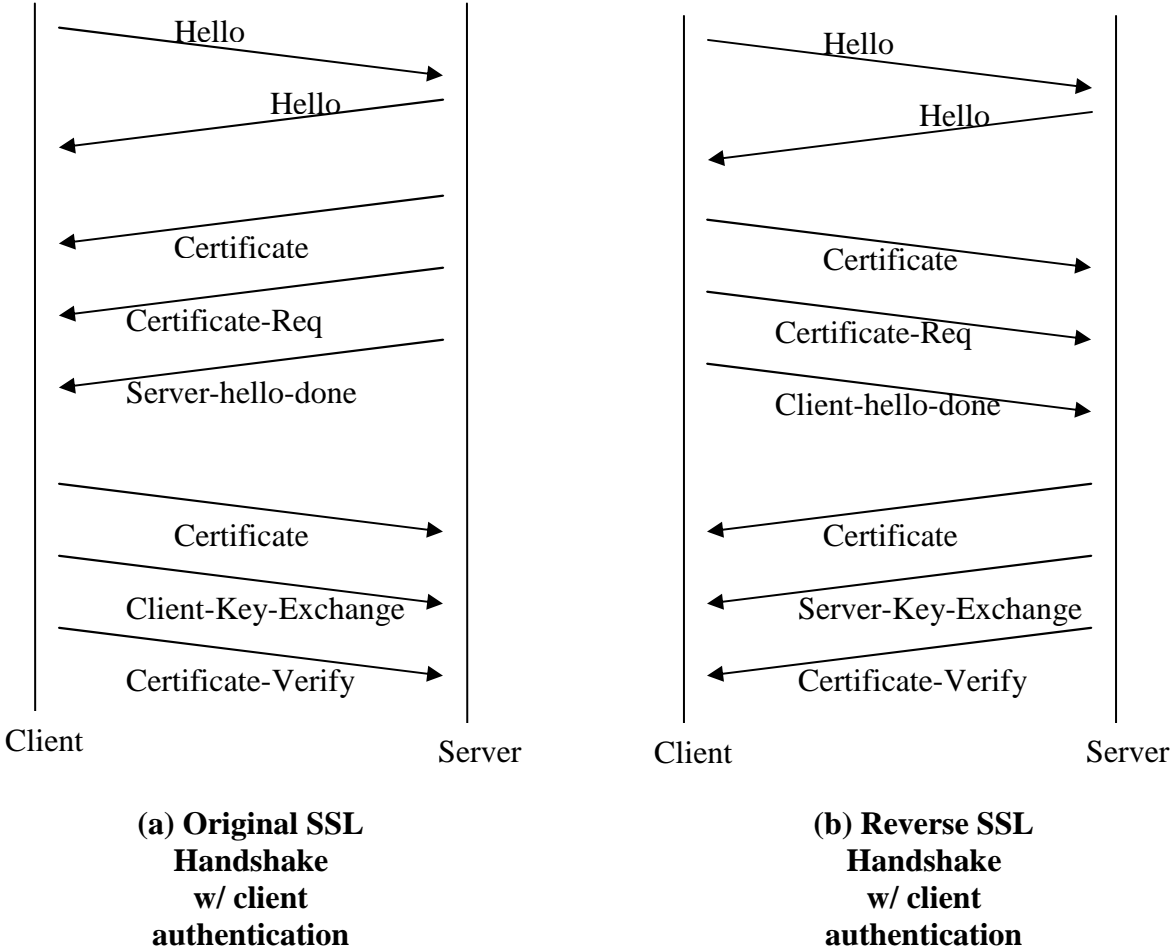 Hello
Hello
Certificate
Certificate-Req
Server-hello-done
Certificate
Client-Key-Exchange
Certificate-Verify
Client
Server
(a) Original SSL
Handshake
w/ client
authentication
Hello
Hello
Certificate
Certificate-Req
Client-hello-done
Certificate
Server-Key-Exchange
Certificate-Verify
Client
Server
(b) Reverse SSL
Handshake
w/ client
authentication